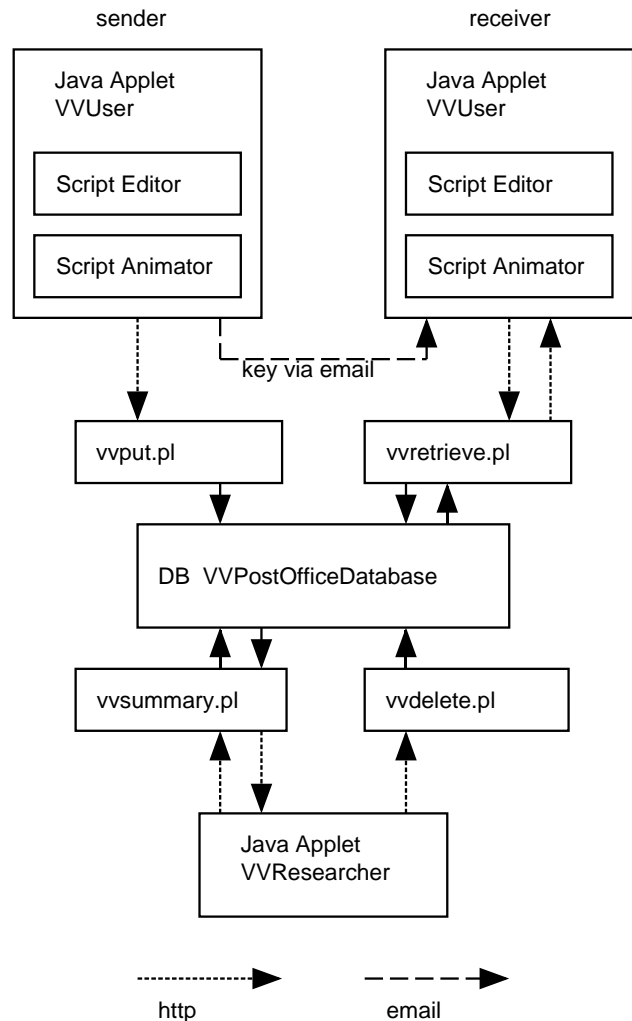 sender
receiver
Java Applet
VVUser
Java Applet
VVUser
Script Editor
Script Editor
Script Animator
Script Animator
key via email
vvput.pl
vvretrieve.pl
DB VVPostOfficeDatabase
vvsummary.pl
vvdelete.pl
Java Applet
VVResearcher
http
email